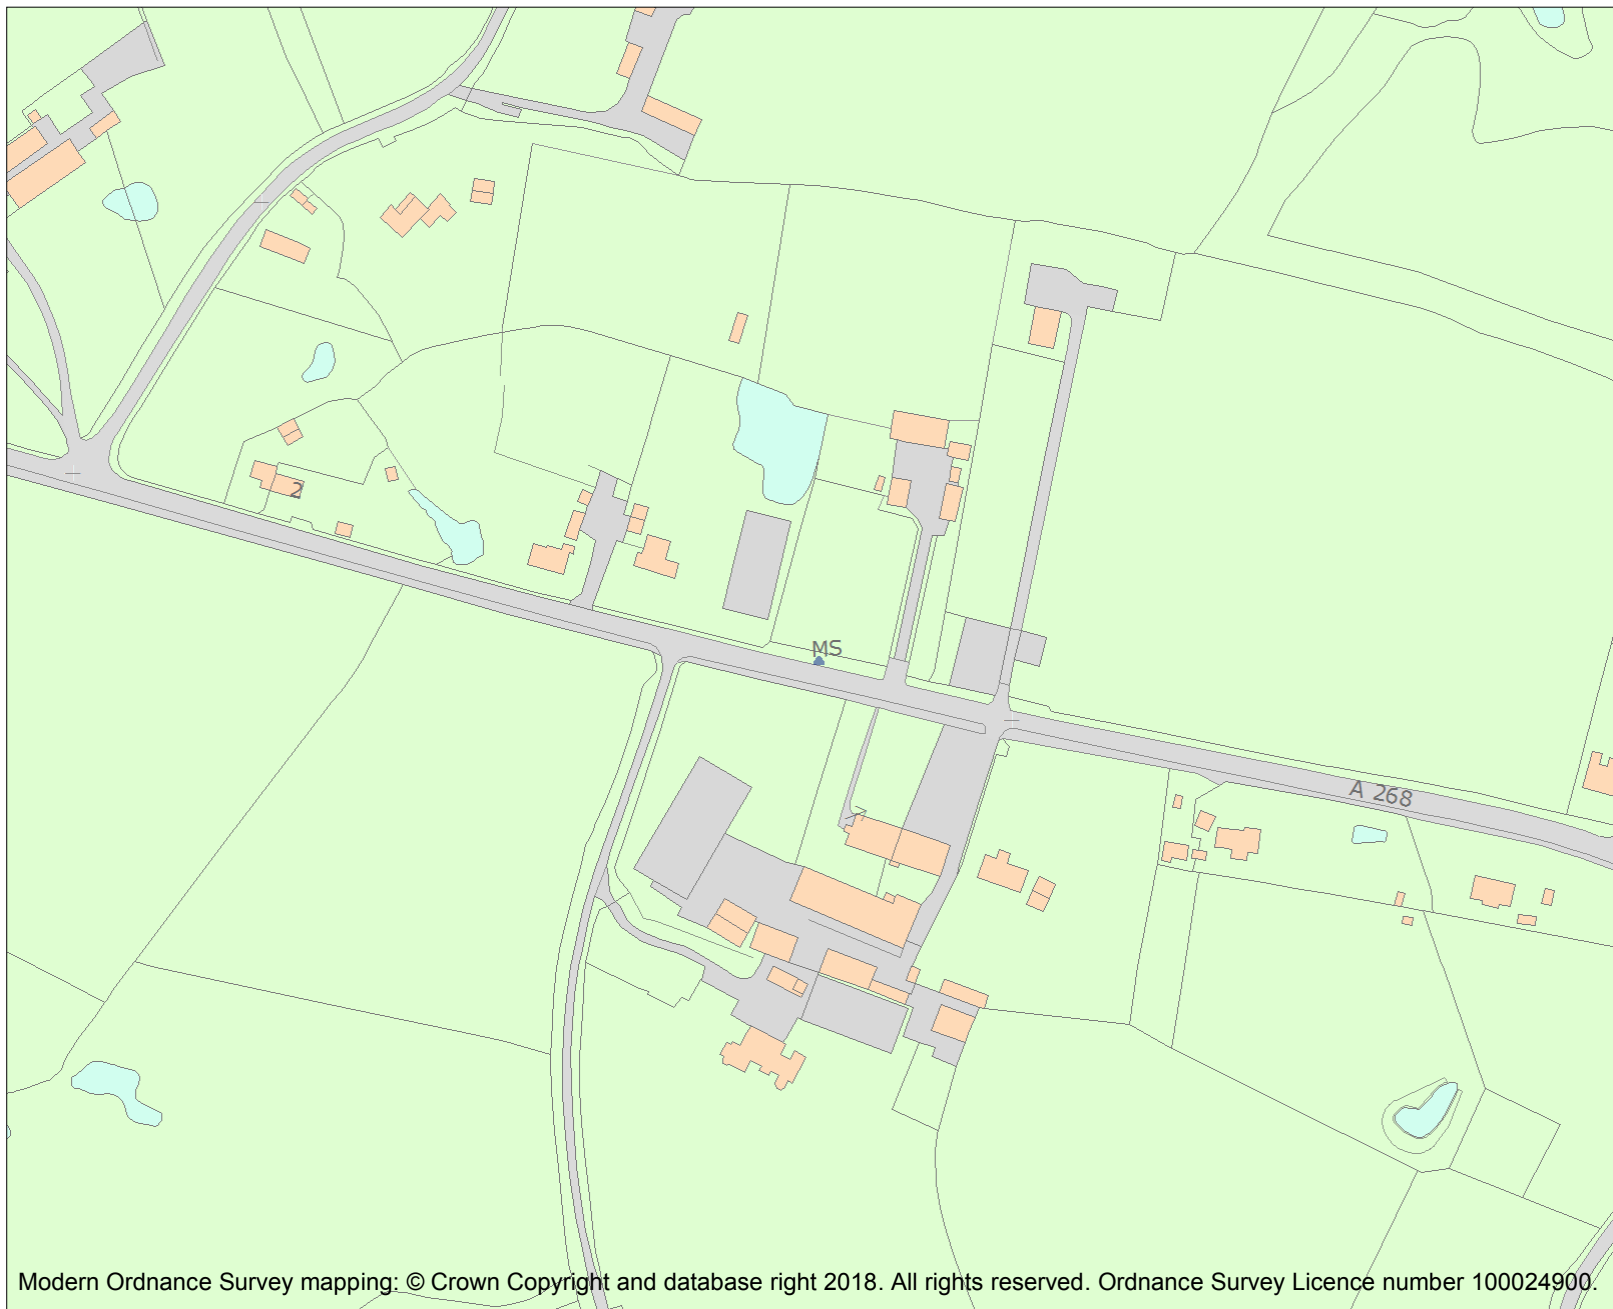 2
MS
A 268
Modern Ordnance Survey mapping: © Crown Copyright and database right 2018. All rights reserved. Ordnance Survey Licence number 100024900.